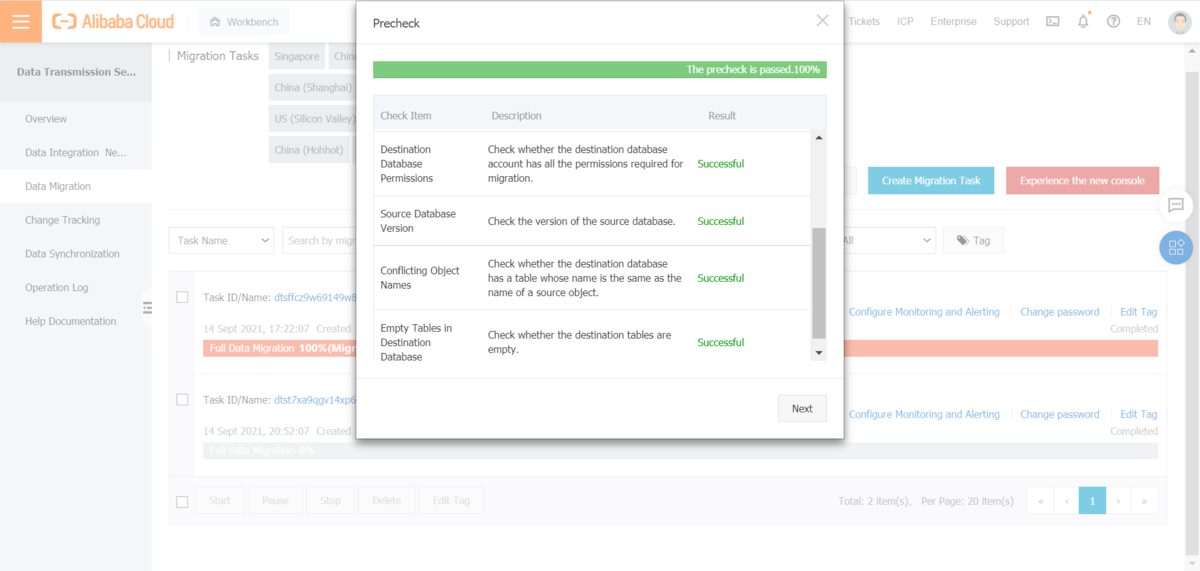 Alibaba Cloud
Workbench
Tickets
ICP
Enterprise
Support
EN
Data Transmission Se...
Overview
Data Integration Ne...
Data Migration
Change Tracking
Data Synchronization
Operation Log
Help Documentation
Migration Tasks
Singapore
China (Shanghai)
US (Silicon Valley)
China (Hohhot)
Create Migration Task
Experience the new console
Task Name
Search by
All
Tag
Precheck
The precheck is passed.100%
Check Item Description Result
Destination
Database
Permissions
Check whether the destination database
account has all the permissions required for
migration.
Successful
Source Database
Version
Check the version of the source database.
Successful
Conflicting Object
Names
Check whether the destination database
has a table whose name is the same as the
name of a source object.
Successful
Empty Tables in
Destination
Database
Check whether the destination tables are
empty.
Successful
Next
Task ID/Name: dtsffcz9w69149w8
Configure Monitoring and Alerting
Change password
Edit Tag
14 Sept 2021, 17:22:07 Created
Completed
Full Data Migration 100%(Migr
Task ID/Name: dtst7xa9qgv14xp6
Configure Monitoring and Alerting
Change password
Edit Tag
14 Sept 2021, 20:52:07 Created
Completed
Full Data Migration 0%
Start
Pause
Stop
Delete
Edit Tag
Total: 2 item(s), Per Page: 20 item(s)
« ‹ 1 › »